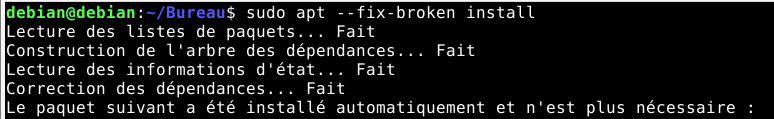 debian@debian:~/Bureau$ sudo apt --fix-broken install
Lecture des listes de paquets... Fait
Construction de l'arbre des dépendances... Fait
Lecture des informations d'état... Fait
Correction des dépendances... Fait
Le paquet suivant a été installé automatiquement et n'est plus nécessaire :